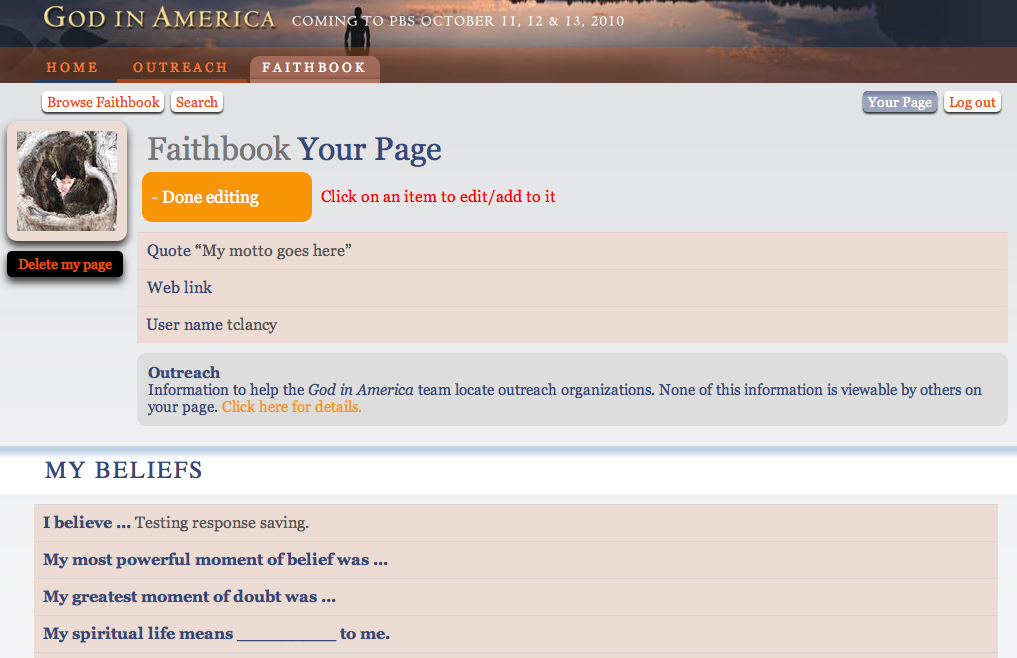 GOD IN AMERICA COMING TO PBS OCTOBER 11, 12 & 13, 2010
HOME OUTREACH FAITHBOOK
Browse Faithbook Search Your Page Log out
Faithbook Your Page
- Done editing Click on an item to edit/add to it
Quote “My motto goes here”
Delete my page
Web link
User name tclancy
Outreach
Information to help the God in America team locate outreach organizations. None of this information is viewable by others on
your page. Click here for details.
MY BELIEFS
I believe ... Testing response saving.
My most powerful moment of belief was ...
My greatest moment of doubt was ...
My spiritual life means ___________ to me.